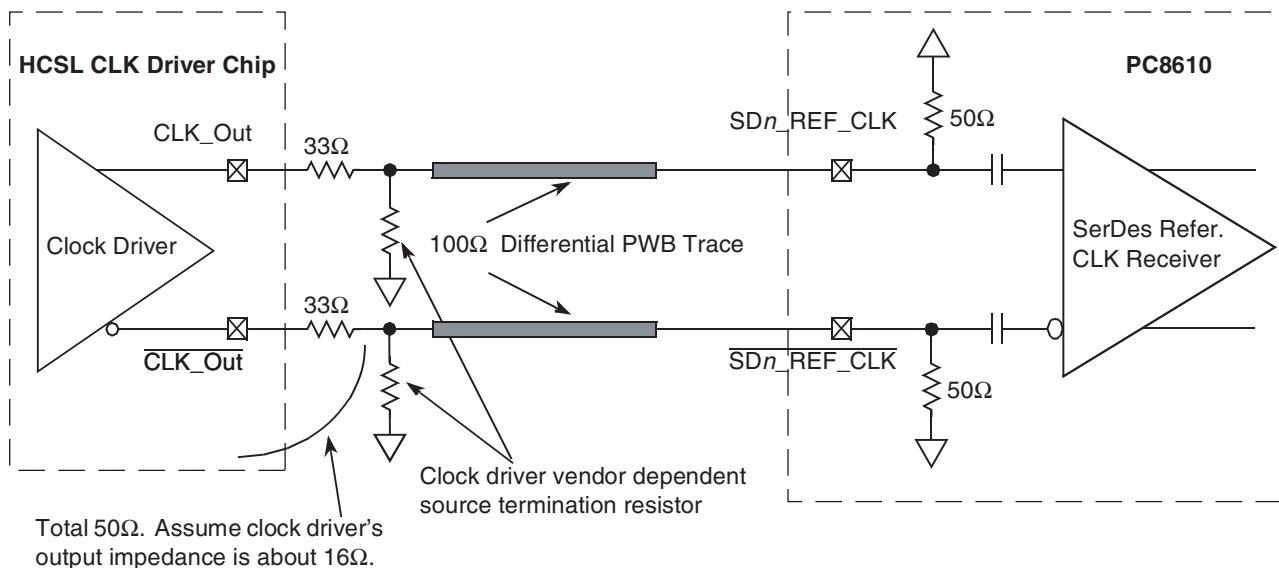 HCSL CLK Driver Chip
PC8610
CLK_Out
33Ω
SDn_REF_CLK
50Ω
Clock Driver
100Ω Differential PWB Trace
SerDes Refer.
CLK Receiver
33Ω
CLK_Out
SDn_REF_CLK
50Ω
Clock driver vendor dependent
source termination resistor
Total 50Ω. Assume clock driver's
output impedance is about 16Ω.